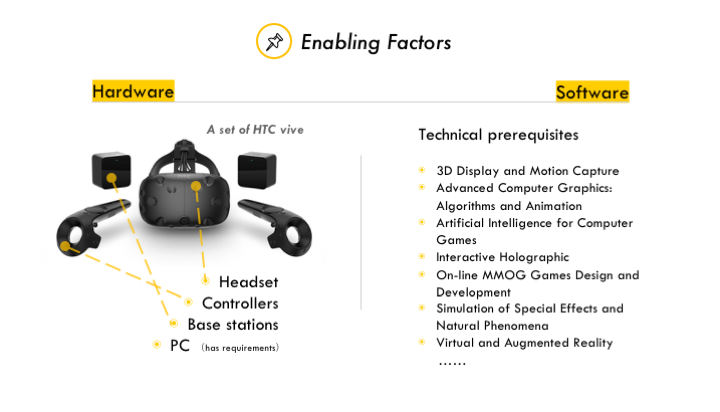 Enabling Factors
Hardware
Software
A set of HTC vive
Headset
Controllers
Base stations
PC (has requirements)
Technical prerequisites
3D Display and Motion Capture
Advanced Computer Graphics:
Algorithms and Animation
Artificial Intelligence for Computer
Games
Interactive Holographic
On-line MMOG Games Design and
Development
Simulation of Special Effects and
Natural Phenomena
Virtual and Augmented Reality
……